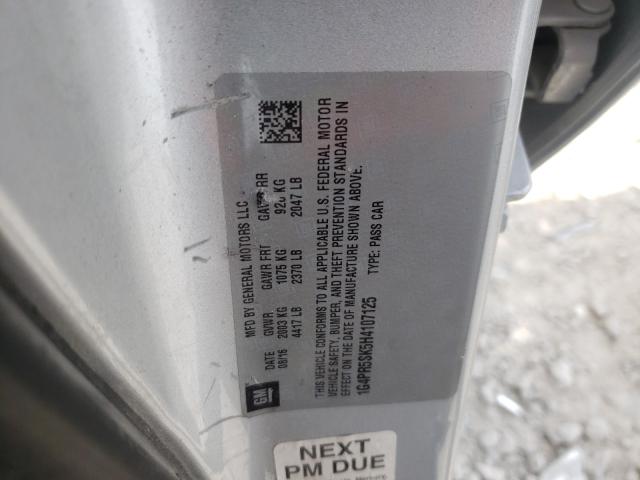 MFD BY GENERAL MOTORS LLC
DATE GVWR GAWR FRT GAWR RR
08/16 2003 KG 1075 KG KG
4417 LB 2370 LB 2047 LB
THIS VEHICLE CONFORMS TO ALL APPLICABLE U.S. FEDERAL MOTOR
VEHICLE SAFETY, BUMPER, AND THEFT PREVENTION STANDARDS IN
EFFECT ON THE DATE OF MANUFACTURE SHOWN ABOVE.
1G4PR5SK5H4107125 TYPE: PASS CAR
GM
NEXT
PM DUE